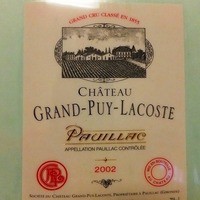 GRAND CRU CLASSÉ EN 1855
CHÂTEAU
GRAND-PUY-LACOSTE
PAUILLAC
APPELLATION PAUILLAC CONTRÔLÉE
2002